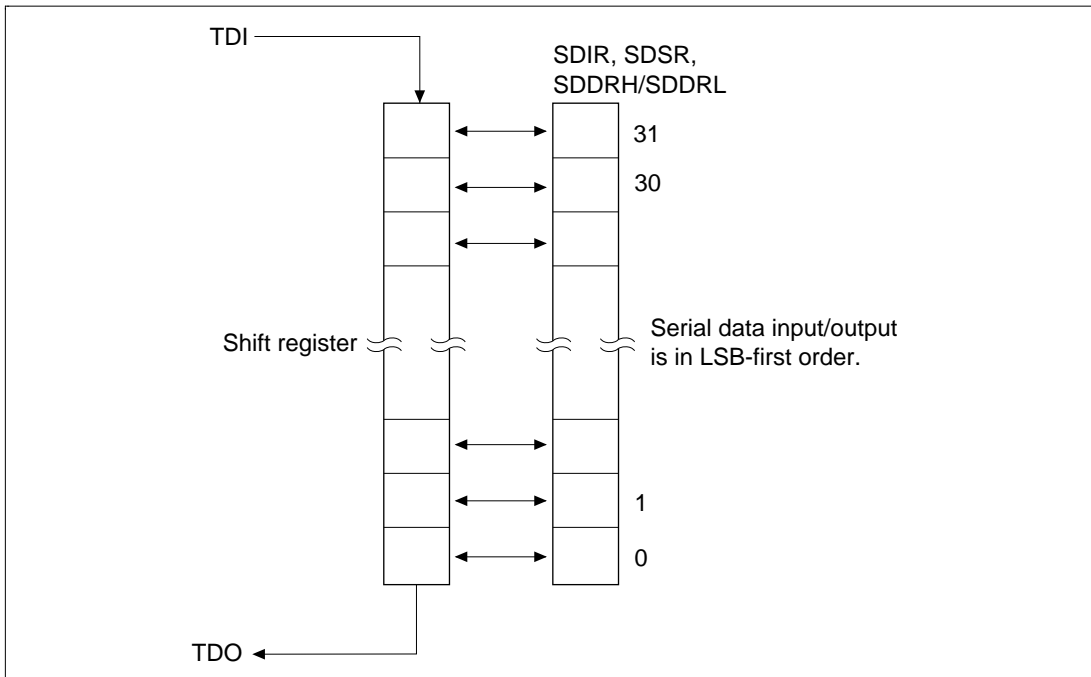 TDI
SDIR, SDSR,
SDDRH/SDDRL
31
30
Shift register
Serial data input/output
is in LSB-first order.
1
0
TDO